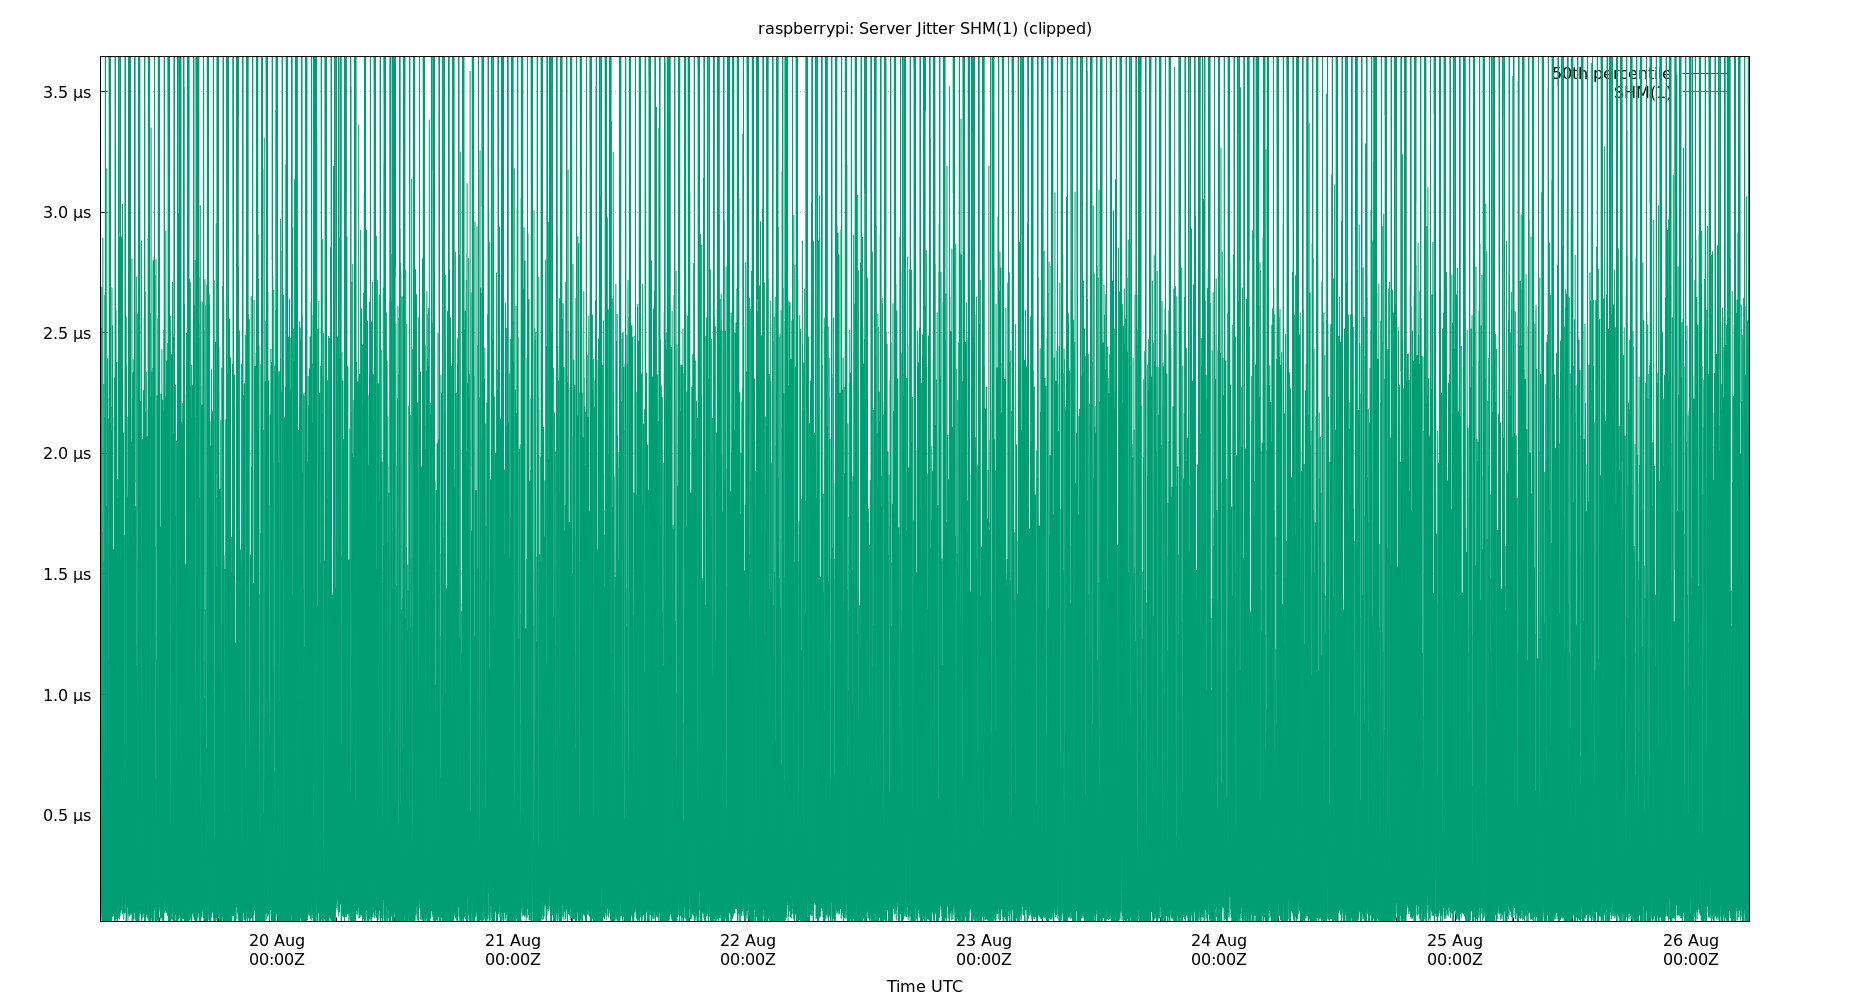 raspberrypi: Server Jitter SHM(1) (clipped)
50th percentile
SHM(1)
3.5 µs
3.0 µs
2.5 µs
2.0 µs
1.5 µs
1.0 µs
0.5 µs
20 Aug 21 Aug 22 Aug 23 Aug 24 Aug 25 Aug 26 Aug
00:00Z 00:00Z 00:00Z 00:00Z 00:00Z 00:00Z 00:00Z
Time UTC